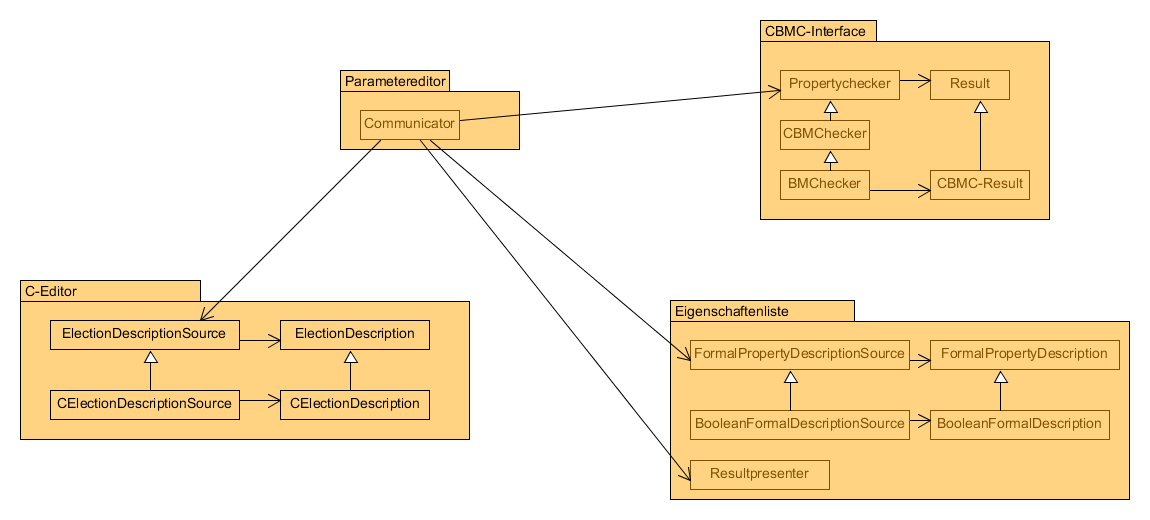 CBMC-Interface
Propertychecker
Result
CBMChecker
BMChecker
CBMC-Result
Parametereditor
Communicator
C-Editor
ElectionDescriptionSource
ElectionDescription
CElectionDescriptionSource
CElectionDescription
Eigenschaftenliste
FormalPropertyDescriptionSource
FormalPropertyDescription
BooleanFormalDescriptionSource
BooleanFormalDescription
Resultpresenter